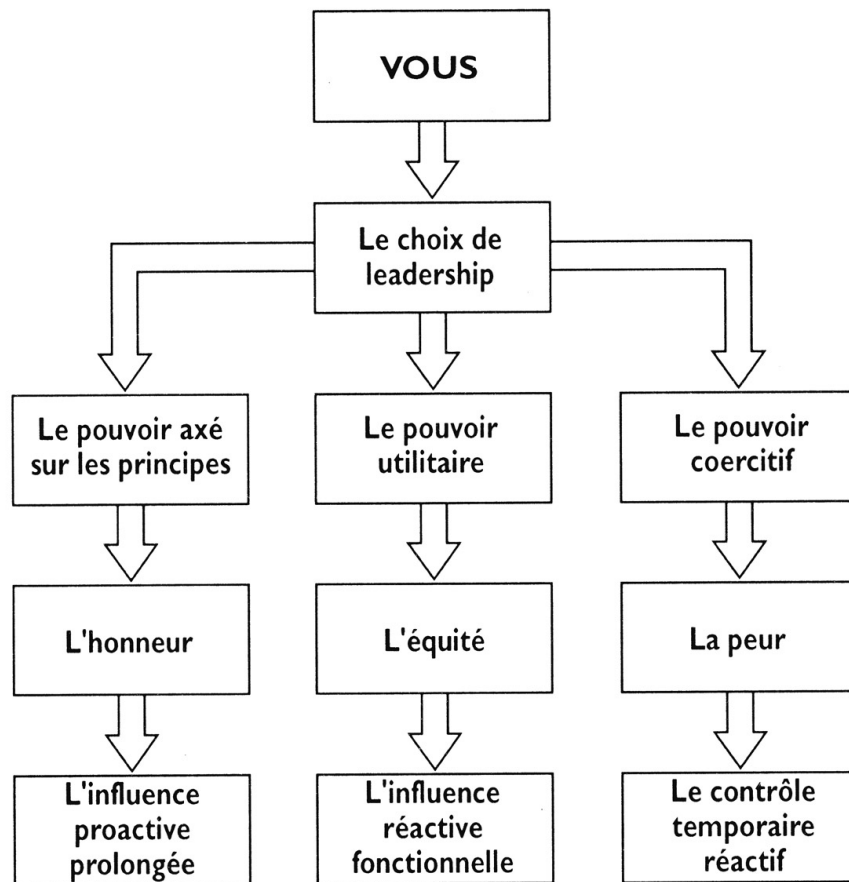 VOUS
Le choix de
leadership
Le pouvoir axé
sur les principes
Le pouvoir
utilitaire
Le pouvoir
coercitif
L'honneur
L'équité
La peur
L'influence
proactive
prolongée
L'influence
réactive
fonctionnelle
Le contrôle
temporaire
réactif